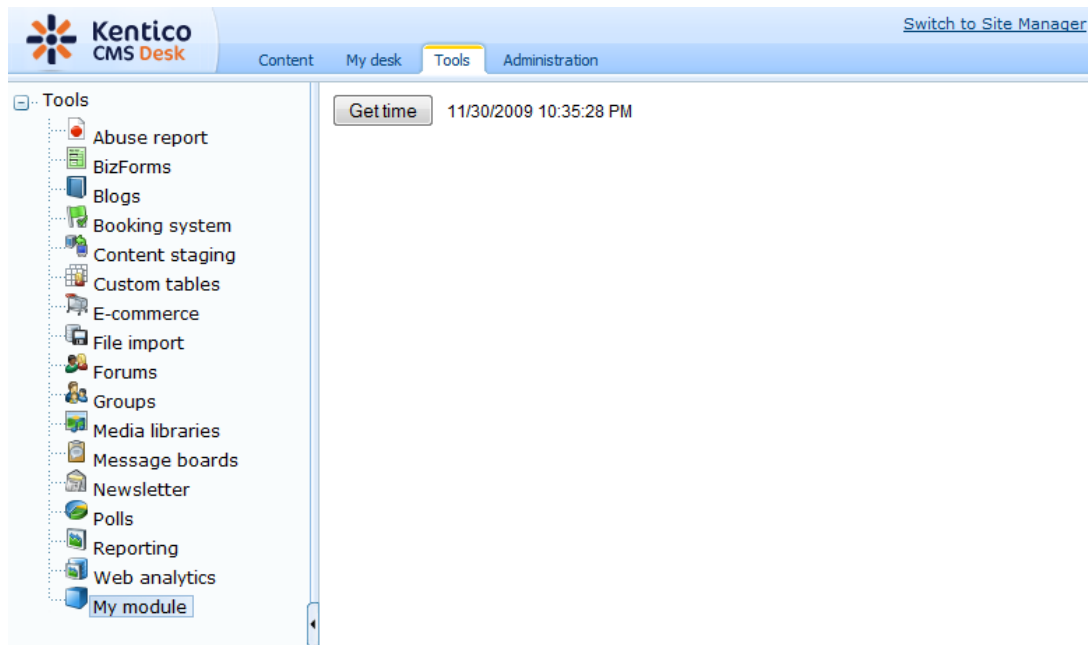 Kentico
CMS Desk
Switch to Site Manager
Content My desk Tools Administration
Tools
Abuse report
BizForms
Blogs
Booking system
Content staging
Custom tables
E-commerce
File import
Forums
Groups
Media libraries
Message boards
Newsletter
Polls
Reporting
Web analytics
My module
Get time 11/30/2009 10:35:28 PM